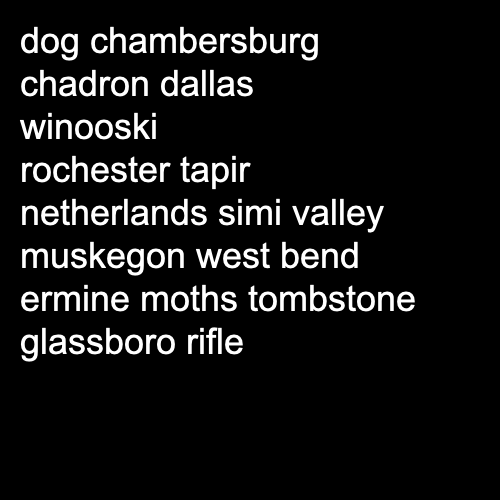 dog chambersburg
chadron dallas
winooski
rochester tapir
netherlands simi valley
muskegon west bend
ermine moths tombstone
glassboro rifle